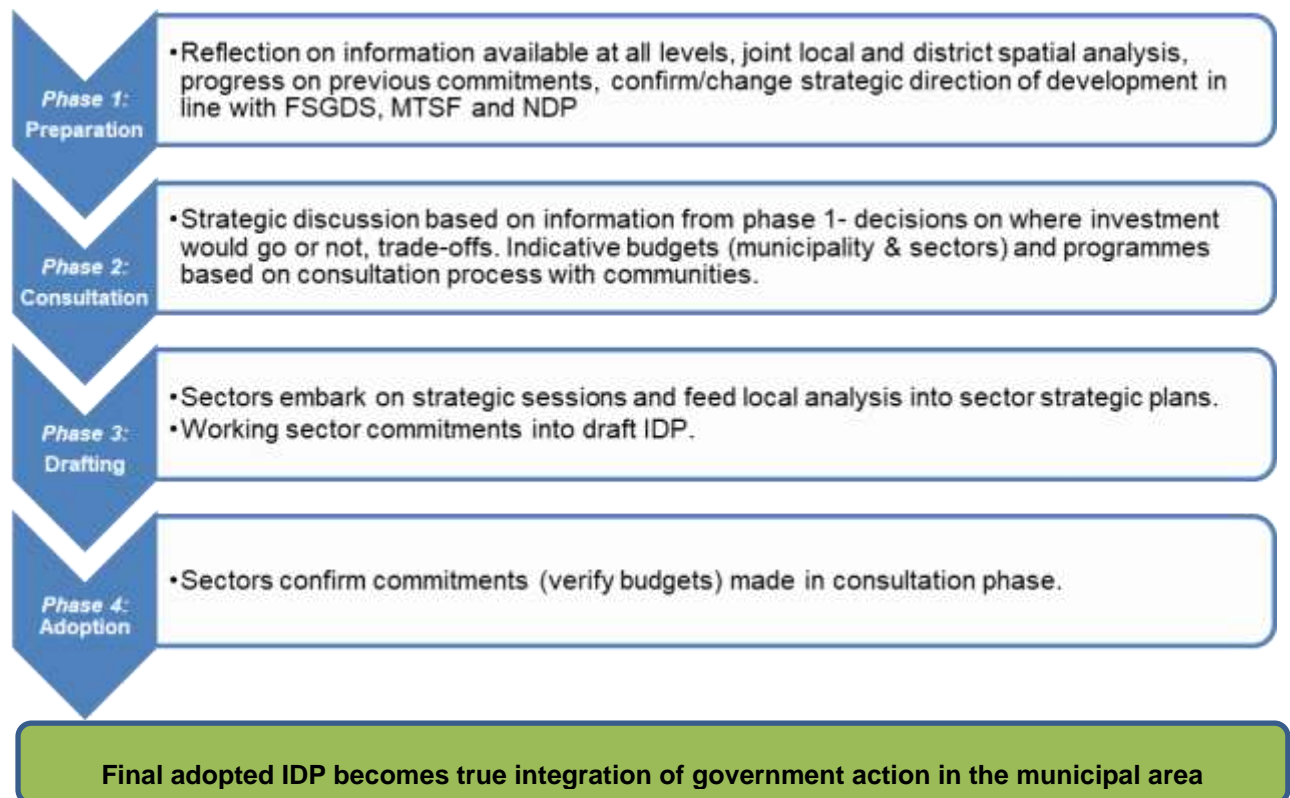 Phase 1:
Preparation
•Reflection on information available at all levels, joint local and district spatial analysis,
progress on previous commitments, confirm/change strategic direction of development in
line with FSGDS, MTSF and NDP
Phase 2:
Consultation
•Strategic discussion based on information from phase 1- decisions on where investment
would go or not, trade-offs. Indicative budgets (municipality & sectors) and programmes
based on consultation process with communities.
Phase 3:
Drafting
•Sectors embark on strategic sessions and feed local analysis into sector strategic plans.
•Working sector commitments into draft IDP.
Phase 4:
Adoption
•Sectors confirm commitments (verify budgets) made in consultation phase.
Final adopted IDP becomes true integration of government action in the municipal area